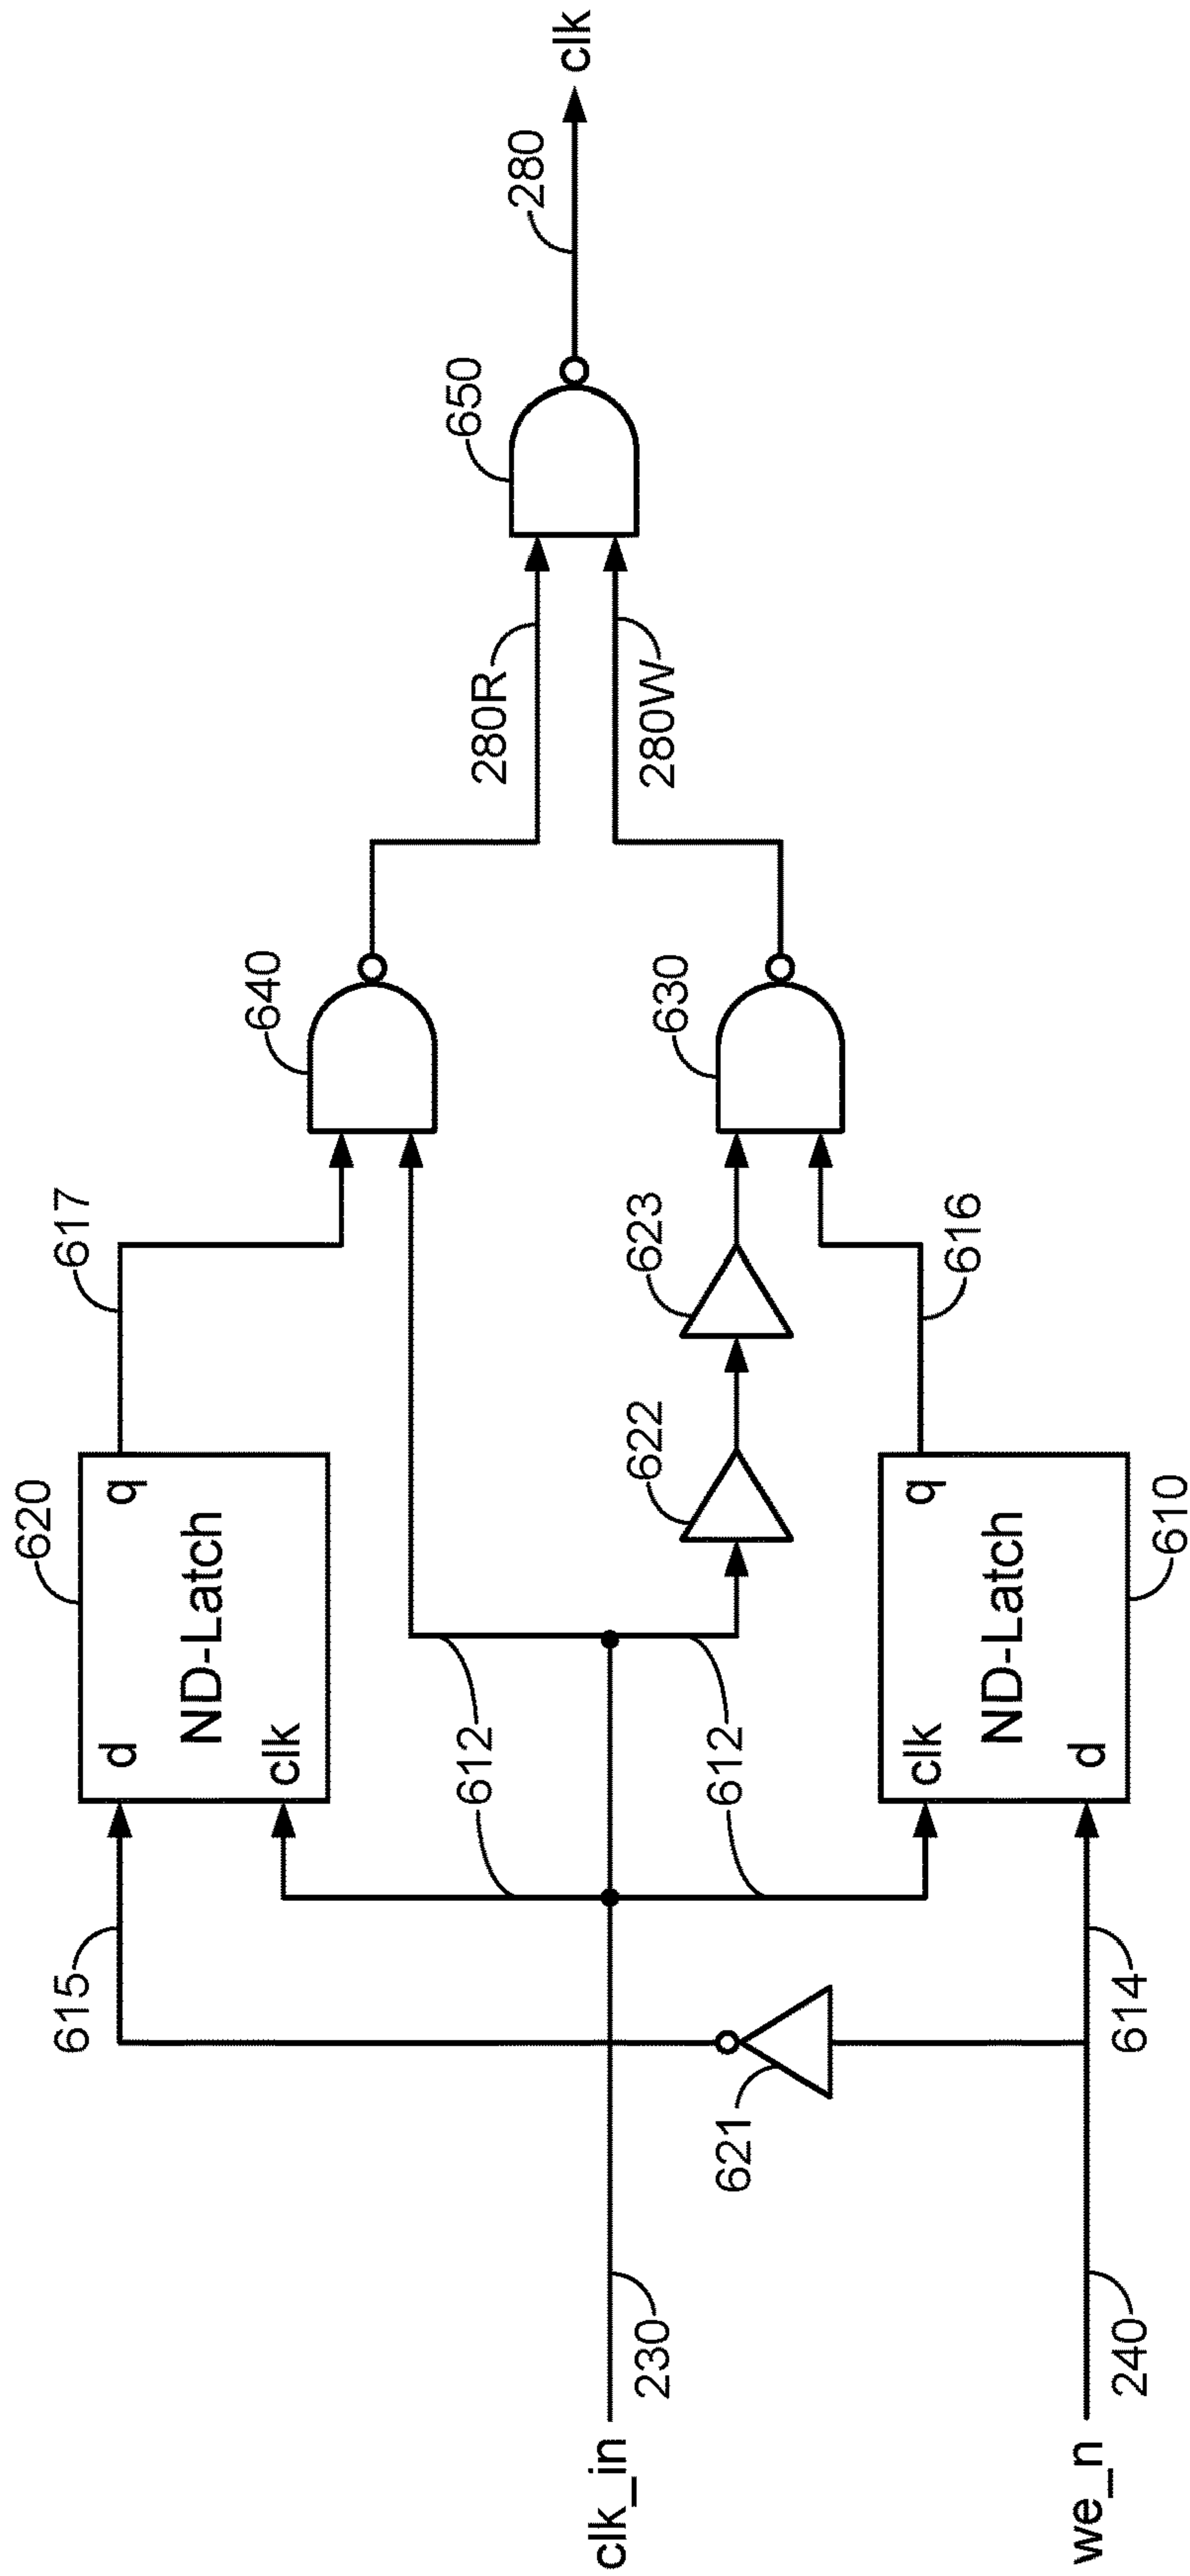 clk_in
230
we_n
240
621
615
614
612
612
620
d
q
ND-Latch
clk
clk
q
ND-Latch
d
610
622
623
617
616
640
630
280R
280W
650
280
clk